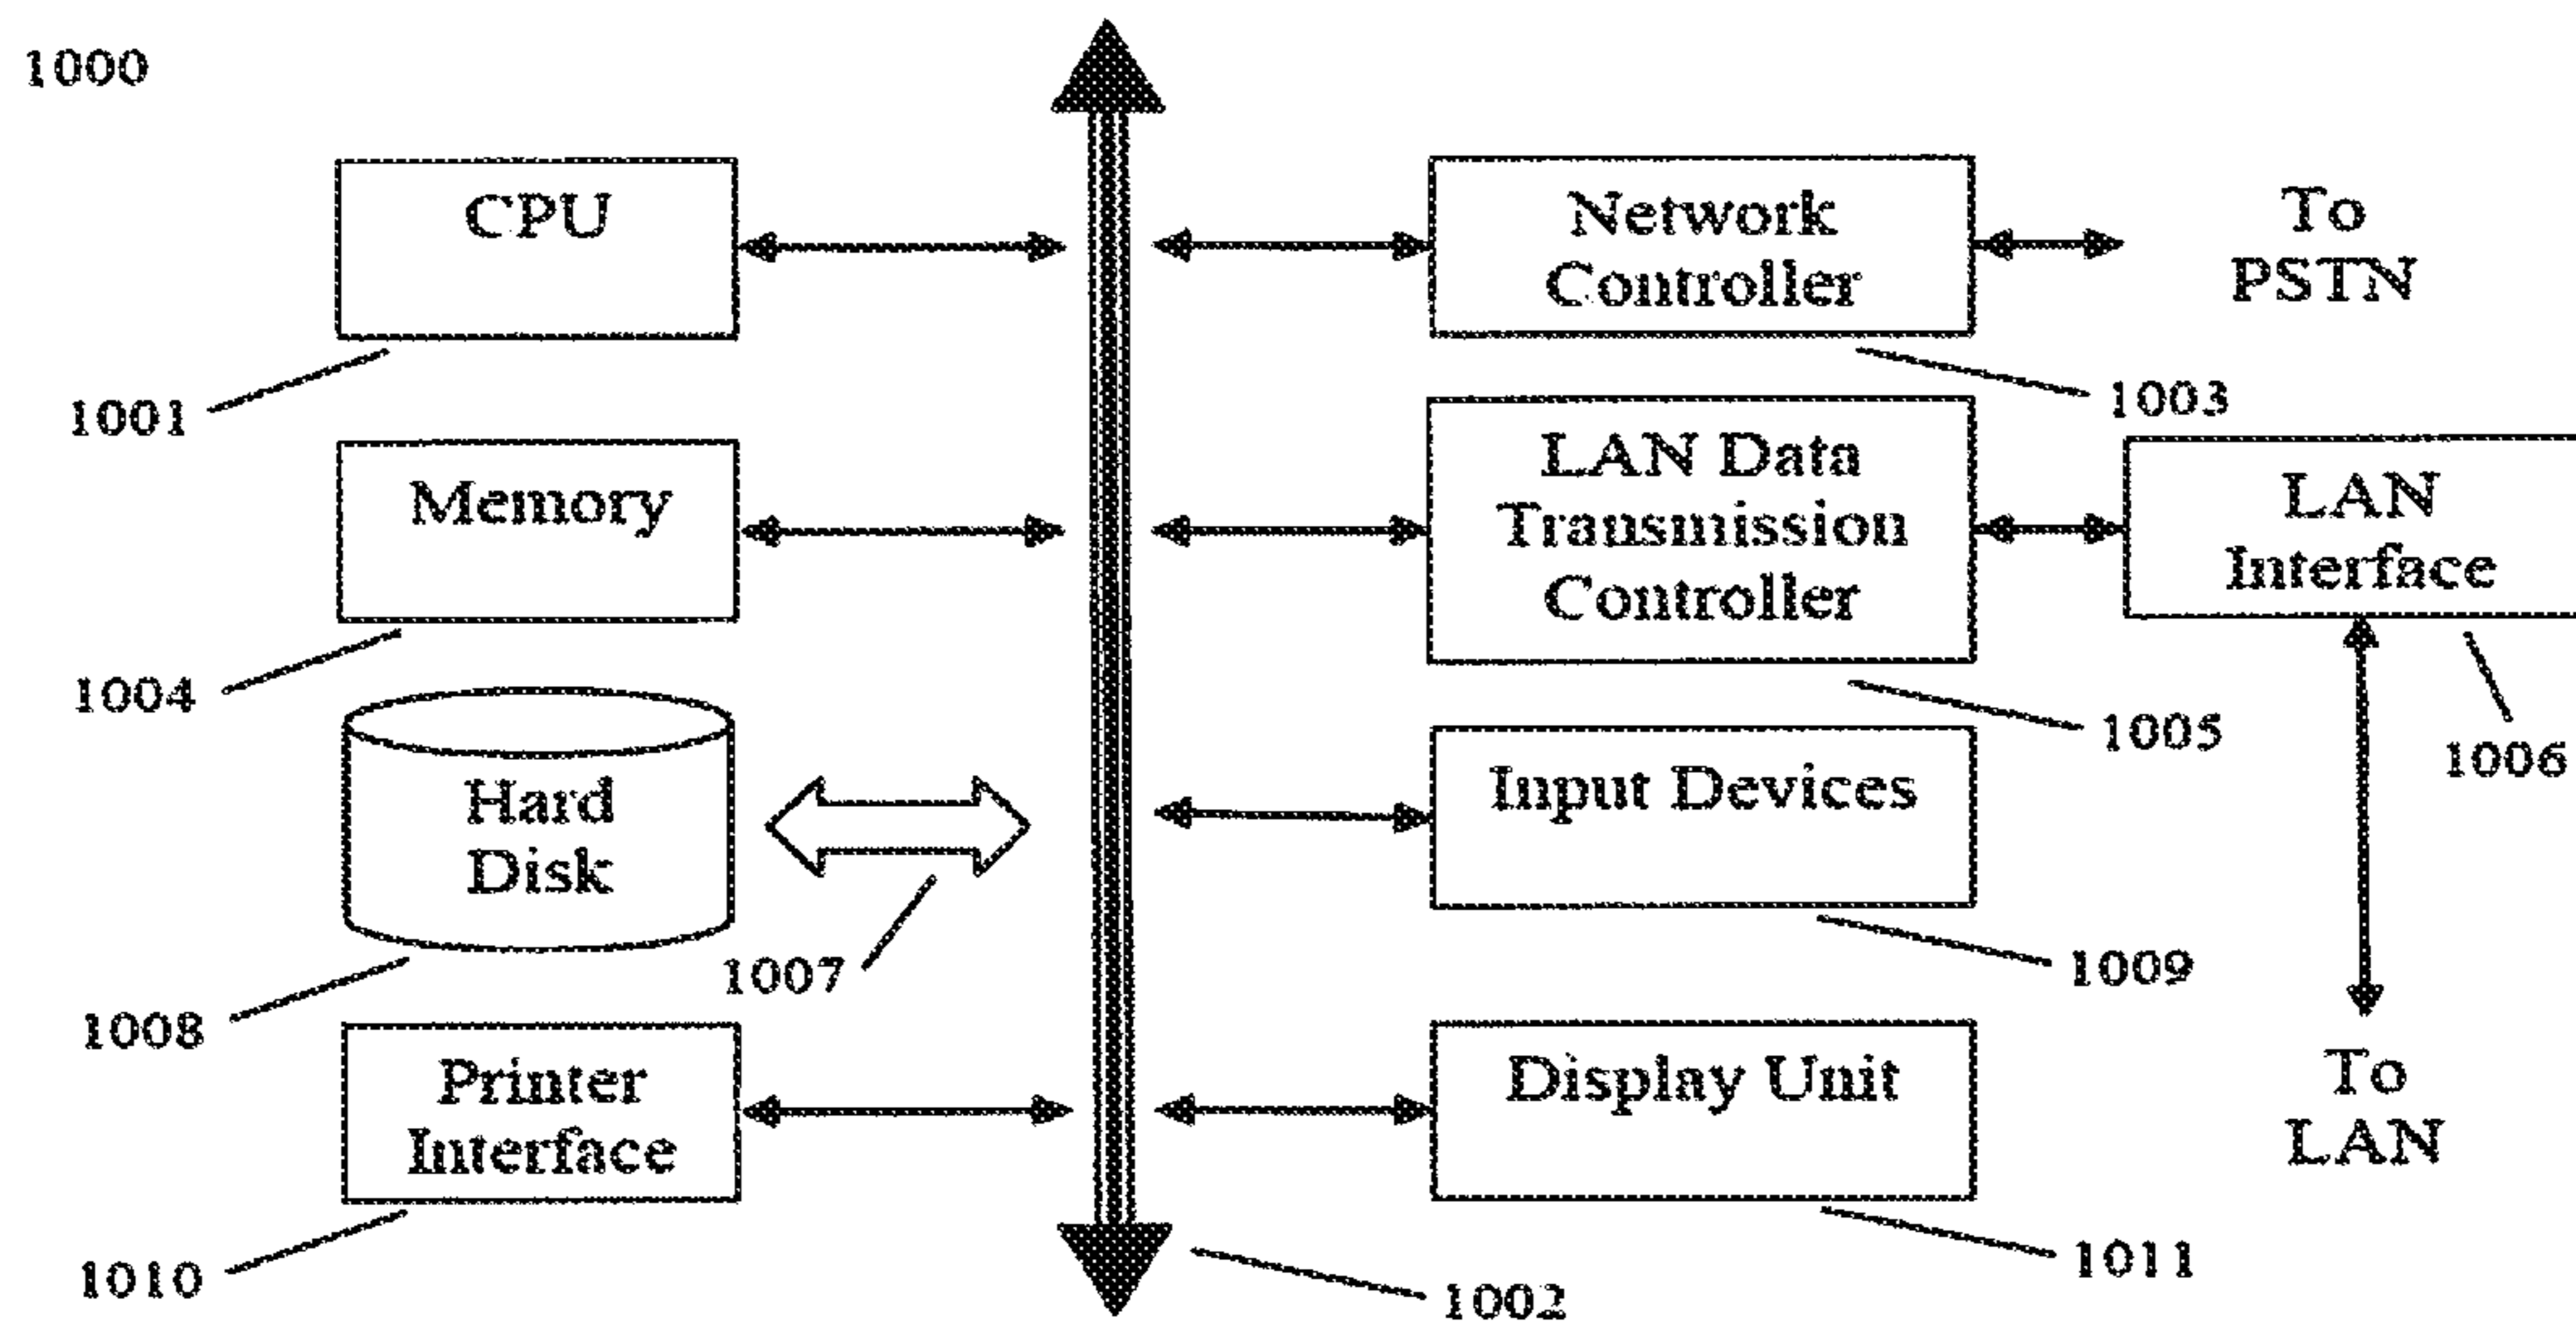 1000
CPU
Network
Controller
To
PSTN
1001
1003
Memory
LAN Data
Transmission
Controller
LAN
Interface
1004
1005
1006
Hard
Disk
Input Devices
1007
1009
1008
Printer
Interface
Display Unit
To
LAN
1010
1011
1002